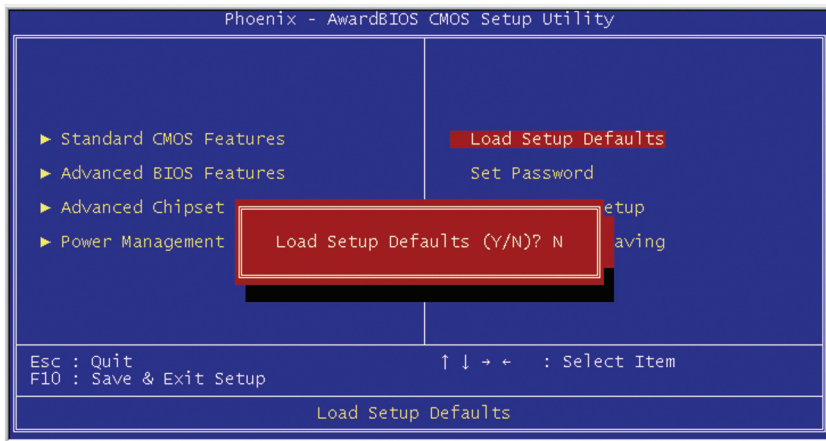 Phoenix - AwardBIOS CMOS Setup Utility
► Standard CMOS Features
► Advanced BIOS Features
► Advanced Chipset
► Power Management
Load Setup Defaults
Set Password
etup
aving
Load Setup Defaults (Y/N)? N
Esc : Quit
F10 : Save & Exit Setup
↑ ↓ → ← : Select Item
Load Setup Defaults